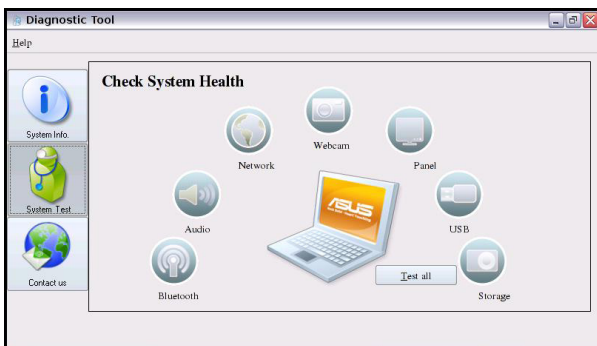 Diagnostic Tool
Help
Check System Health
System Info.
System Test
Contact us
Webcam
Network
Panel
Audio
USB
Bluetooth
Test all
Storage
ASUS